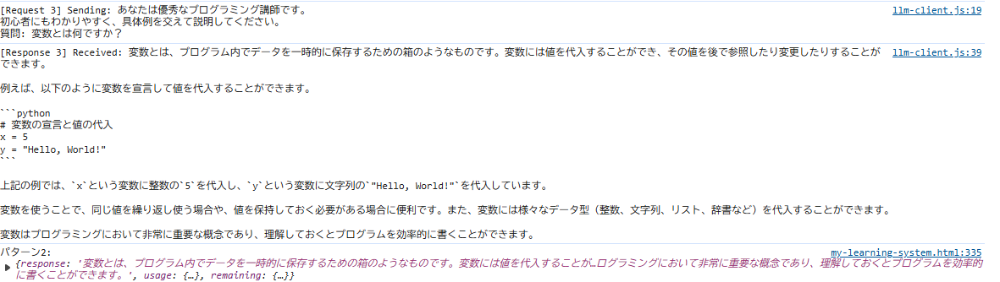 [Request 3] Sending: あなたは優秀なプログラミング講師です。 llm-client.js:19
初心者にもわかりやすく、具体例を交えて説明してください。
質問: 変数とは何ですか？
[Response 3] Received: 変数とは、プログラム内でデータを一時的に保存するための箱のようなものです。変数には値を代入することができ、その値を後で参照したり変更したりすることが llm-client.js:39
できます。
例えば、以下のように変数を宣言して値を代入することができます。
```python
# 変数の宣言と値の代入
x = 5
y = "Hello, World!"
```
上記の例では、`x`という変数に整数の`5`を代入し、`y`という変数に文字列の`"Hello, World!"`を代入しています。
変数を使うことで、同じ値を繰り返し使う場合や、値を保持しておく必要がある場合に便利です。また、変数には様々なデータ型（整数、文字列、リスト、辞書など）を代入することができます。
変数はプログラミングにおいて非常に重要な概念であり、理解しておくとプログラムを効率的に書くことができます。
パターン2: my-learning-system.html:335
{response: '変数とは、プログラム内でデータを一時的に保存するための箱のようなものです。変数には値を代入することが…ログラミングにおいて非常に重要な概念であり、理解しておくとプログラムを効率的
に書くことができます。', usage: {…}, remaining: {…}}